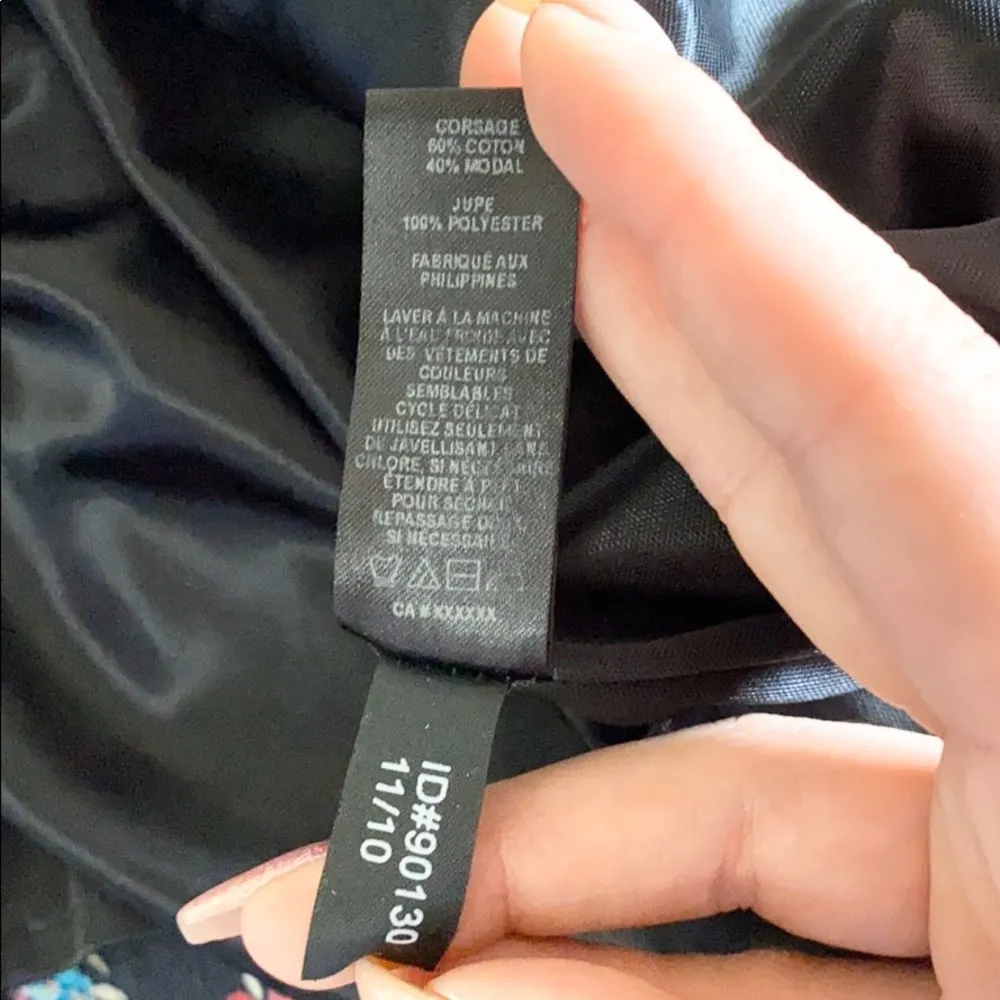 CORSAGE
60% COTON
40% MODAL
JUPE
100% POLYESTER
FABRIQUÉ AUX
PHILIPPINES
LAVER À LA MACHINE
À L'EAU FROIDE AVEC
DES VÊTEMENTS DE
COULEURS
SEMBLABLES
CYCLE DÉLICAT
UTILISEZ SEULEMENT
DE JAVELLISANT SANS
CHLORE, SI NÉCESSAIRE
ÉTENDRE À PLAT
POUR SÉCHER
REPASSAGE DOUX
SI NÉCESSAIRE
CA # XXXXXX
ID#90130
11/10